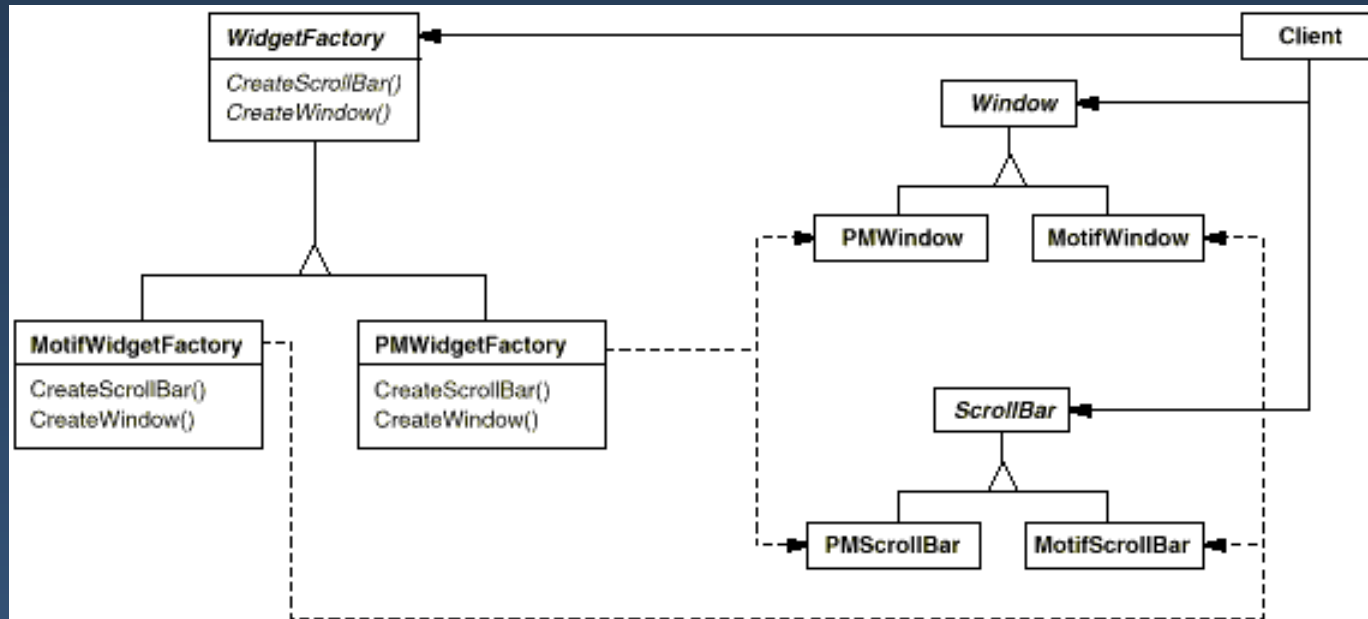 WidgetFactory
CreateScrollBar()
CreateWindow()
Client
Window
PMWindow
MotifWindow
MotifWidgetFactory
CreateScrollBar()
CreateWindow()
PMWidgetFactory
CreateScrollBar()
CreateWindow()
ScrollBar
PMScrollBar
MotifScrollBar